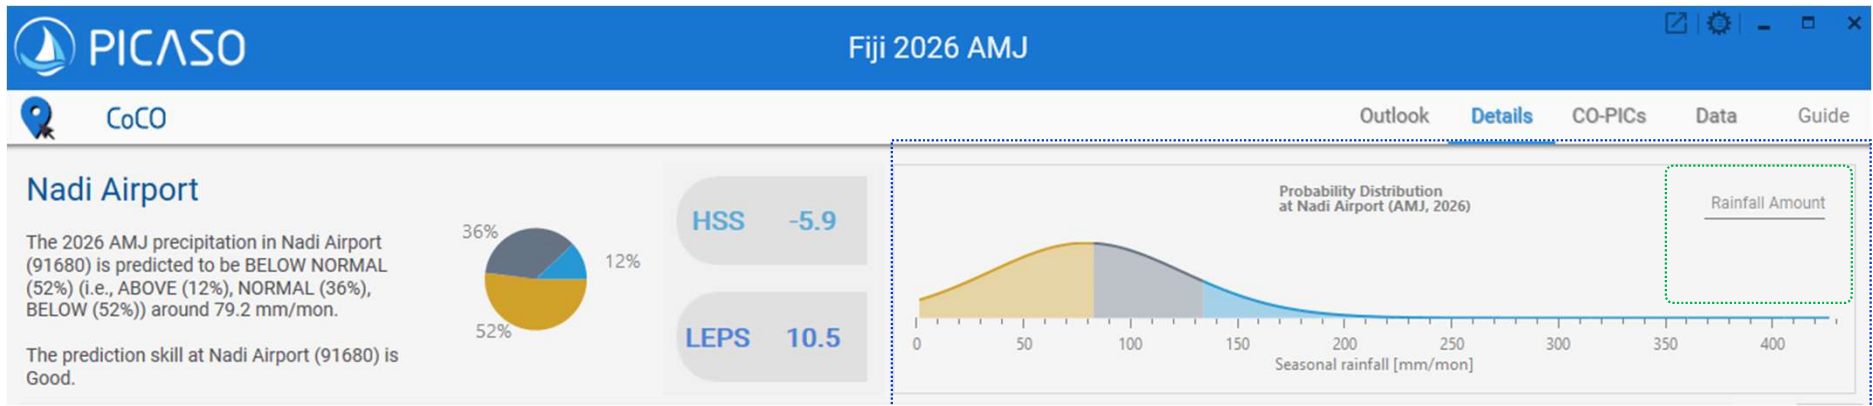 PICASO
Fiji 2026 AMJ
CoCO
Outlook
Details
CO-PICs
Data
Guide
Nadi Airport
The 2026 AMJ precipitation in Nadi Airport
(91680) is predicted to be BELOW NORMAL
(52%) (i.e., ABOVE (12%), NORMAL (36%),
BELOW (52%)) around 79.2 mm/mon.
The prediction skill at Nadi Airport (91680) is
Good.
36%
12%
52%
HSS -5.9
LEPS 10.5
Probability Distribution
at Nadi Airport (AMJ, 2026)
Rainfall Amount
0 50 100 150 200 250 300 350 400
Seasonal rainfall [mm/mon]